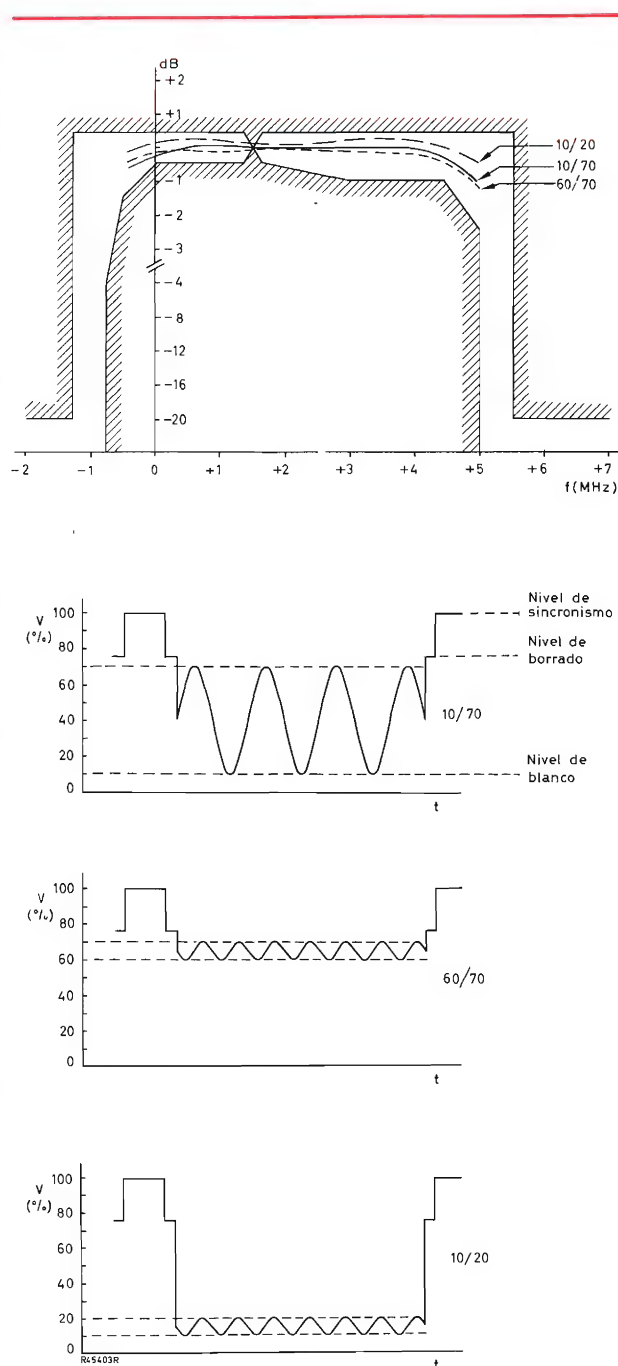 dB
+2
+1
10/20
10/70
60/70
-1
-2
-3
-4
-8
-12
-16
-20
-2 -1 0 +1 +2 +3 +4 +5 +6 +7
f(MHz)
V
(%)
100
80
60
40
20
0
Nivel de
sincronismo
Nivel de
borrado
10/70
Nivel de
blanco
t
V
(%)
100
80
60
40
20
0
60/70
t
V
(%)
100
80
60
40
20
0
10/20
R45403R
t